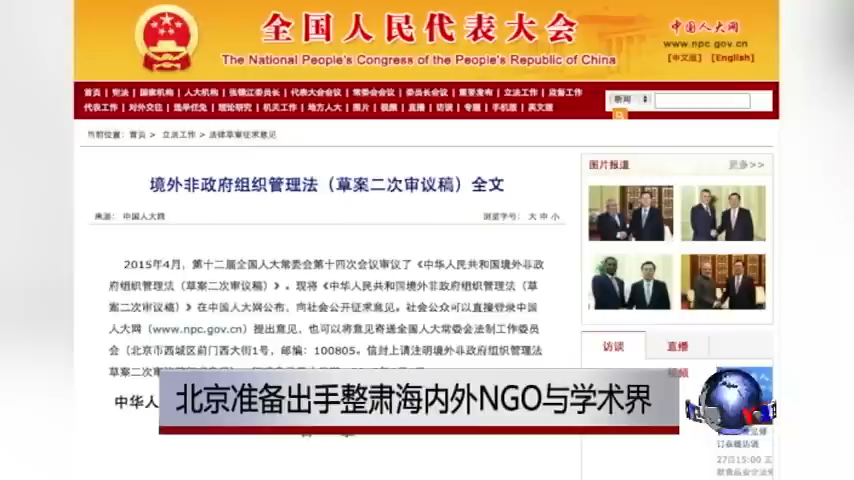 全国人民代表大会
The National People's Congress of the People's Republic of China
中国人大网
www.npc.gov.cn
[中文版] [English]
首页 | 宪法 | 国家机构 | 人大机构 | 张德江委员长 | 代表大会会议 | 常委会会议 | 委员长会议 | 重要发布 | 立法工作 | 监督工作
代表工作 | 对外交往 | 选举任免 | 理论研究 | 机关工作 | 地方人大 | 图片 | 视频 | 直播 | 访谈 | 专题 | 手机版 | 英文版
新闻
当前位置：首页 > 立法工作 > 法律草案征求意见
境外非政府组织管理法（草案二次审议稿）全文
来源： 中国人大网
浏览字号： 大 中 小
2015年4月，第十二届全国人大常委会第十四次会议审议了《中华人民共和国境外非政
府组织管理法（草案二次审议稿）》。现将《中华人民共和国境外非政府组织管理法（草
案二次审议稿）》在中国人大网公布，向社会公开征求意见。社会公众可以直接登录中国
人大网（www.npc.gov.cn）提出意见，也可以将意见寄送全国人大常委会法制工作委员
会（北京市西城区前门西大街1号，邮编：100805。信封上请注明境外非政府组织管理法
草案二次
中华人
图片报道
更多>>
访谈
直播
视频
北京准备出手整肃海内外NGO与学术界
VOA
27日15:00